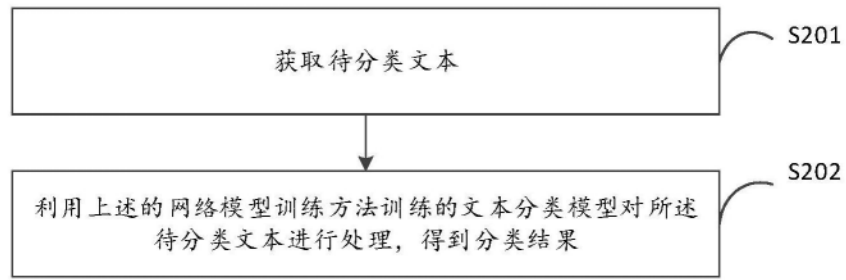 获取待分类文本
S201
利用上述的网络模型训练方法训练的文本分类模型对所述
待分类文本进行处理，得到分类结果
S202